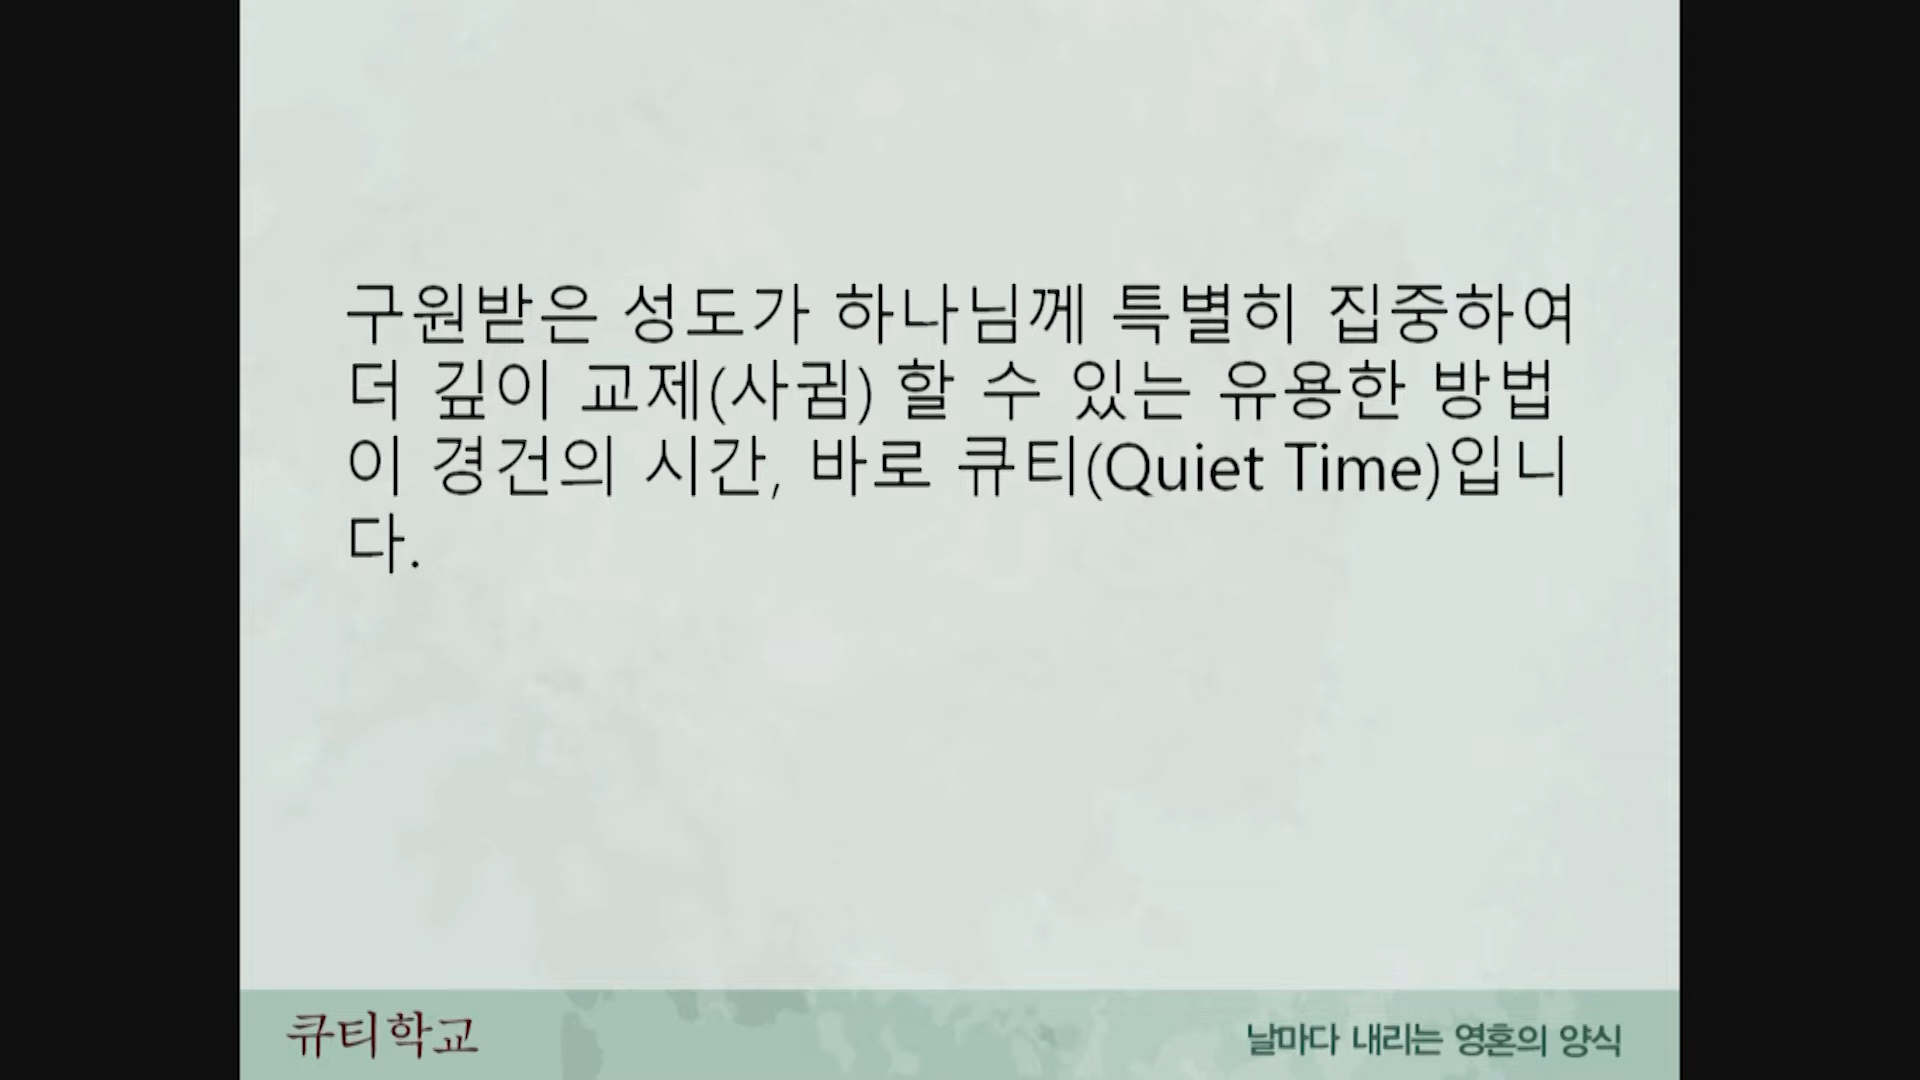 구원받은 성도가 하나님께 특별히 집중하여
더 깊이 교제(사귐) 할 수 있는 유용한 방법
이 경건의 시간, 바로 큐티(Quiet Time)입니
다.
큐티학교
날마다 내리는 영혼의 양식